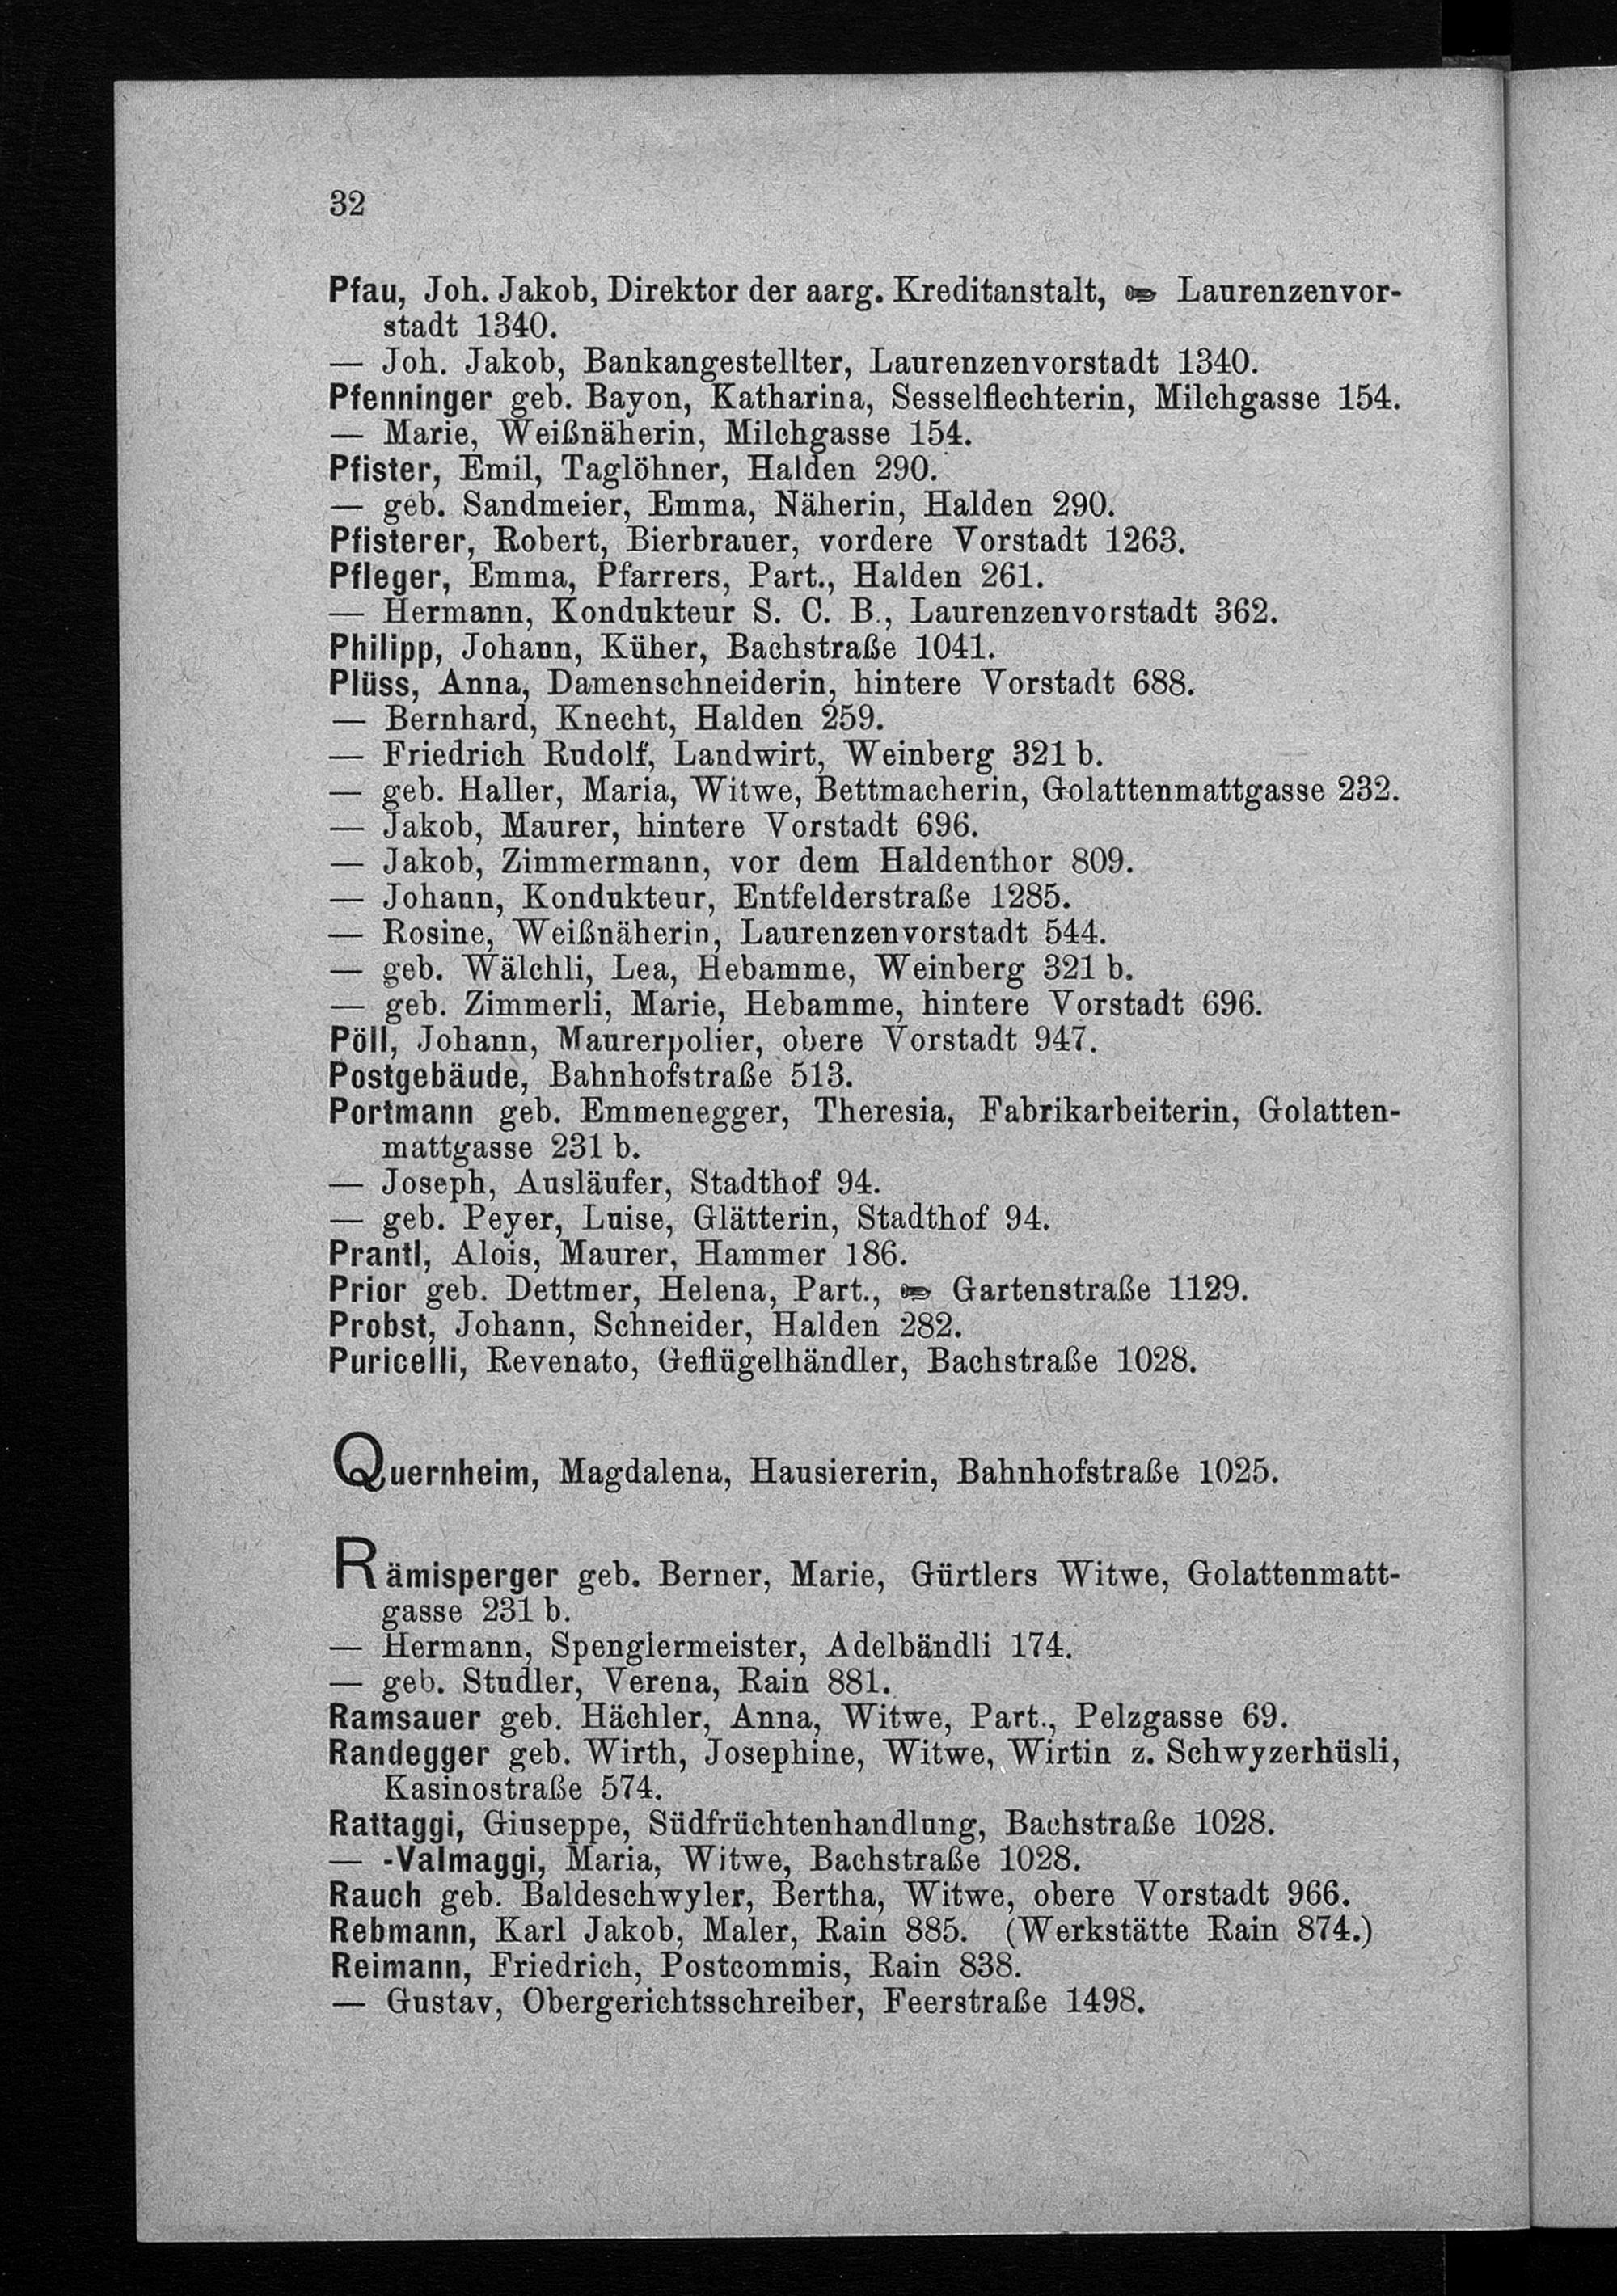 32
Pfau, Joh. Jakob, Direktor der aarg. Kreditanstalt, Laurenzenvor-
stadt 1340.
— Joh. Jakob, Bankangestellter, Laurenzenvorstadt 1340.
Pfenninger geb. Bayon, Katharina, Sesselflechterin, Milchgasse 154.
— Marie, Weißnäherin, Milchgasse 154.
Pfister, Emil, Taglöhner, Halden 290.
— geb. Sandmeier, Emma, Näherin, Halden 290.
Pfisterer, Robert, Bierbrauer, vordere Vorstadt 1263.
Pfleger, Emma, Pfarrers, Part., Halden 261.
— Hermann, Kondukteur S. C. B., Laurenzenvorstadt 362.
Philipp, Johann, Küher, Bachstraße 1041.
Plüss, Anna, Damenschneiderin, hintere Vorstadt 688.
— Bernhard, Knecht, Halden 259.
— Friedrich Rudolf, Landwirt, Weinberg 321 b.
— geb. Haller, Maria, Witwe, Bettmacherin, Golattenmattgasse 232.
— Jakob, Maurer, hintere Vorstadt 696.
— Jakob, Zimmermann, vor dem Haldenthor 809.
— Johann, Kondukteur, Entfelderstraße 1285.
— Rosine, Weißnäherin, Laurenzenvorstadt 544.
— geb. Wälchli, Lea, Hebamme, Weinberg 321 b.
— geb. Zimmerli, Marie, Hebamme, hintere Vorstadt 696.
Pöll, Johann, Maurerpolier, obere Vorstadt 947.
Postgebäude, Bahnhofstraße 513.
Portmann geb. Emmenegger, Theresia, Fabrikarbeiterin, Golatten-
mattgasse 231 b.
— Joseph, Ausläufer, Stadthof 94.
— geb. Peyer, Luise, Glätterin, Stadthof 94.
Prantl, Alois, Maurer, Hammer 186.
Prior geb. Dettmer, Helena, Part., Gartenstraße 1129.
Probst, Johann, Schneider, Halden 282.
Puricelli, Revenato, Geflügelhändler, Bachstraße 1028.
Quernheim, Magdalena, Hausiererin, Bahnhofstraße 1025.
Rämisperger geb. Berner, Marie, Gürtlers Witwe, Golattenmatt-
gasse 231 b.
— Hermann, Spenglermeister, Adelbändli 174.
— geb. Studler, Verena, Rain 881.
Ramsauer geb. Hächler, Anna, Witwe, Part., Pelzgasse 69.
Randegger geb. Wirth, Josephine, Witwe, Wirtin z. Schwyzerhüsli,
Kasinostraße 574.
Rattaggi, Giuseppe, Südfrüchtenhandlung, Bachstraße 1028.
— -Valmaggi, Maria, Witwe, Bachstraße 1028.
Rauch geb. Baldeschwyler, Bertha, Witwe, obere Vorstadt 966.
Rebmann, Karl Jakob, Maler, Rain 885. (Werkstätte Rain 874.)
Reimann, Friedrich, Postcommis, Rain 838.
— Gustav, Obergerichtsschreiber, Feerstraße 1498.